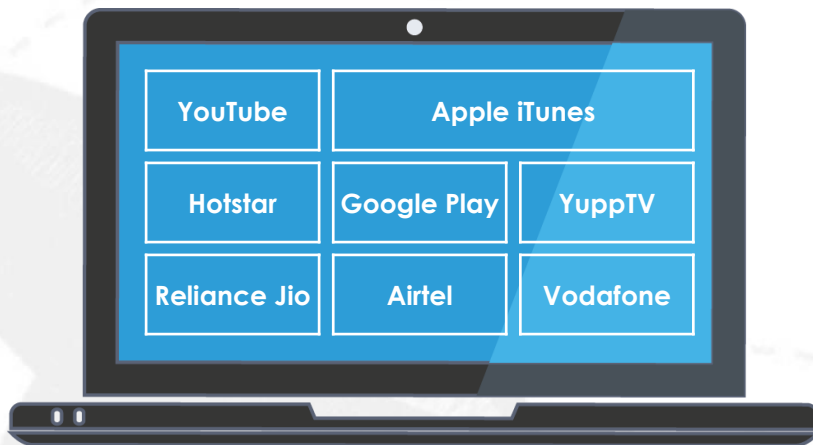 YouTube
Apple iTunes
Hotstar
Google Play
YuppTV
Reliance Jio
Airtel
Vodafone